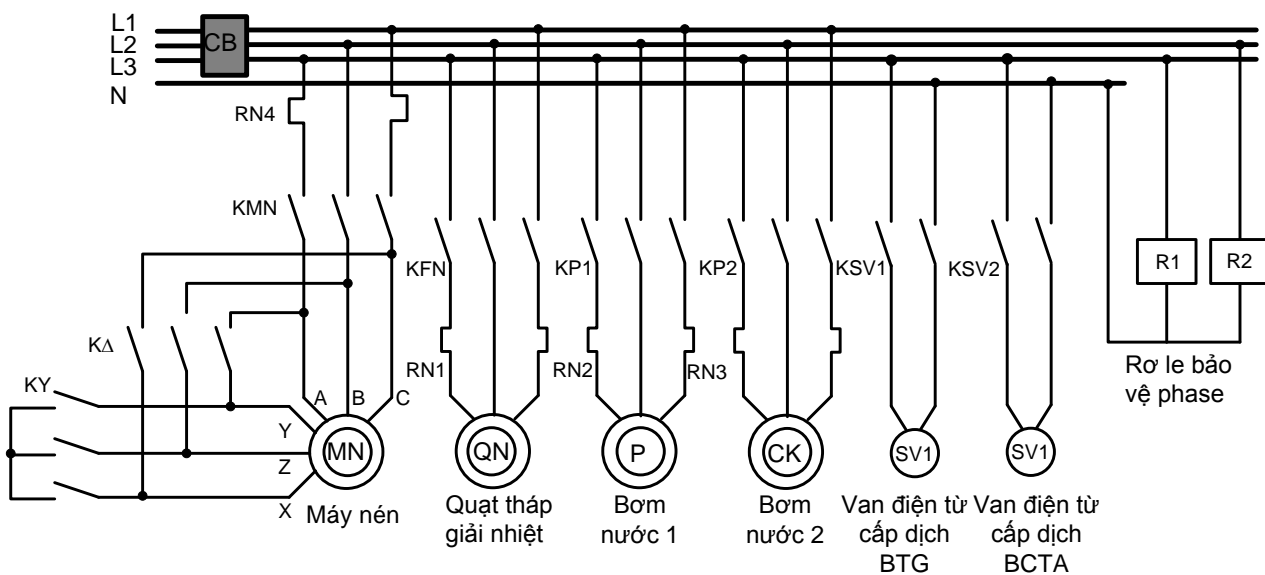 L1
L2
L3
N
CB
RN4
KMN
KFN
KP1
KP2
KSV1
KSV2
R1
R2
KΔ
KY
RN1
RN2
RN3
Rơ le bảo
vệ phase
A
B
C
Y
Z
X
MN
QN
P
CK
SV1
SV1
Máy nén
Quạt tháp
giải nhiệt
Bơm
nước 1
Bơm
nước 2
Van điện từ
cấp dịch
BTG
Van điện từ
cấp dịch
BCTA